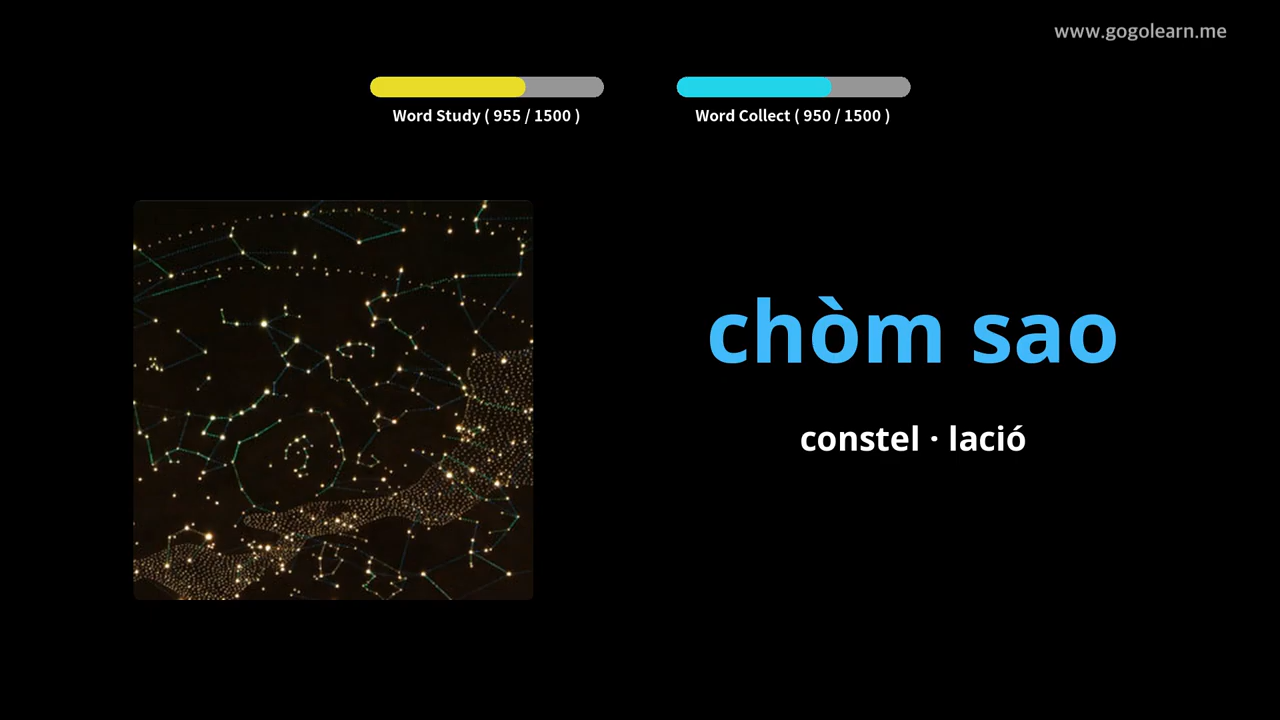 www.gogolearn.me
Word Study ( 955 / 1500 )
Word Collect ( 950 / 1500 )
chòm sao
constel · lació